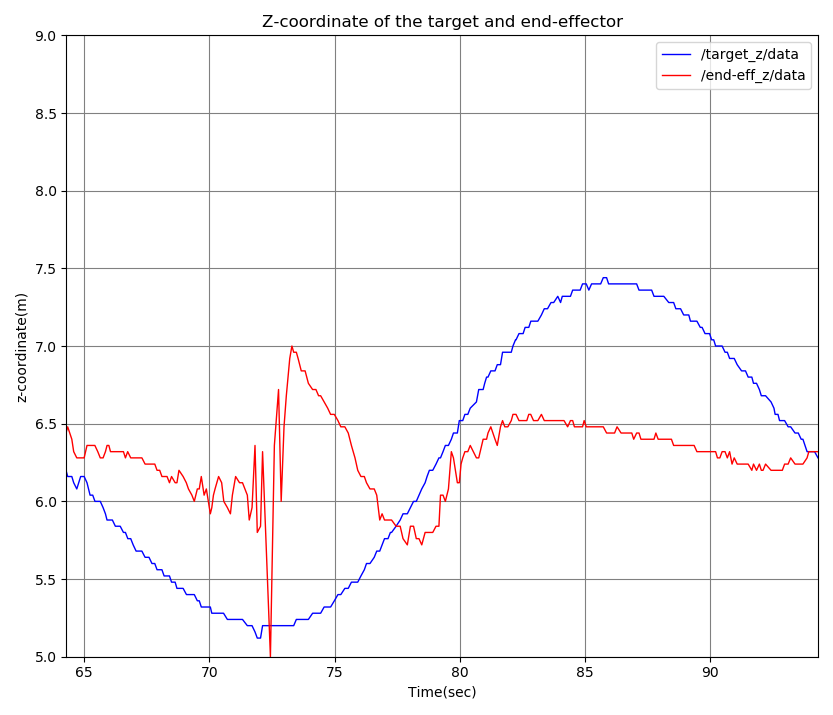 Z-coordinate of the target and end-effector
9.0
8.5
8.0
7.5
7.0
6.5
6.0
5.5
5.0
z-coordinate(m)
/target_z/data
/end-eff_z/data
65 70 75 80 85 90
Time(sec)